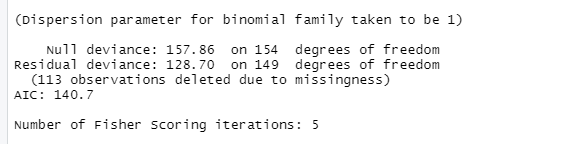 (Dispersion parameter for binomial family taken to be 1)
Null deviance: 157.86 on 154 degrees of freedom
Residual deviance: 128.70 on 149 degrees of freedom
(113 observations deleted due to missingness)
AIC: 140.7
Number of Fisher Scoring iterations: 5